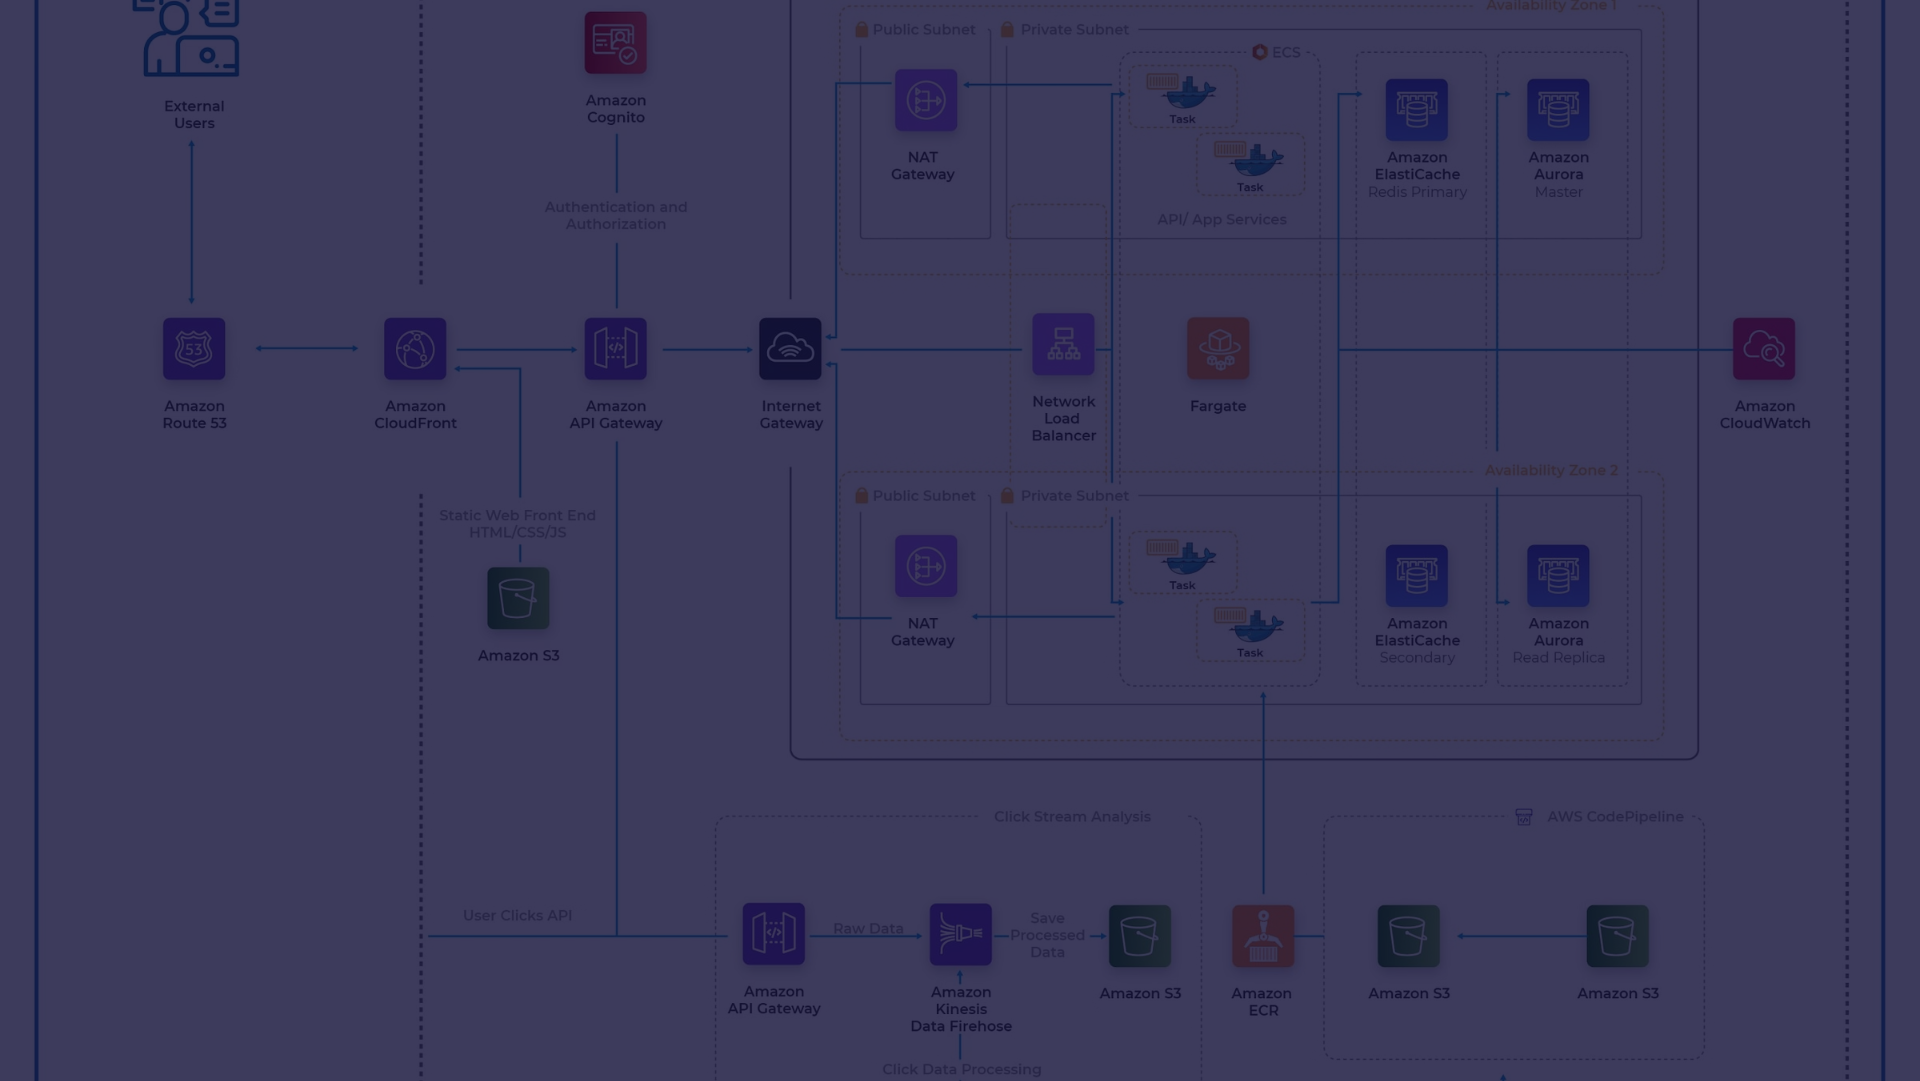 Availability Zone 1
Public Subnet
Private Subnet
ECS
External
Users
Amazon
Cognito
NAT
Gateway
Task
Task
API/ App Services
Amazon
ElastiCache
Redis Primary
Amazon
Aurora
Master
Authentication and
Authorization
53
Amazon
Route 53
Amazon
CloudFront
Amazon
API Gateway
Internet
Gateway
Network
Load
Balancer
Fargate
Amazon
CloudWatch
Availability Zone 2
Public Subnet
Private Subnet
Static Web Front End
HTML/CSS/JS
Amazon S3
NAT
Gateway
Task
Task
Amazon
ElastiCache
Secondary
Amazon
Aurora
Read Replica
Click Stream Analysis
AWS CodePipeline
User Clicks API
Raw Data
Save
Processed
Data
Amazon
API Gateway
Amazon
Kinesis
Data Firehose
Amazon S3
Amazon
ECR
Amazon S3
Amazon S3
Click Data Processing